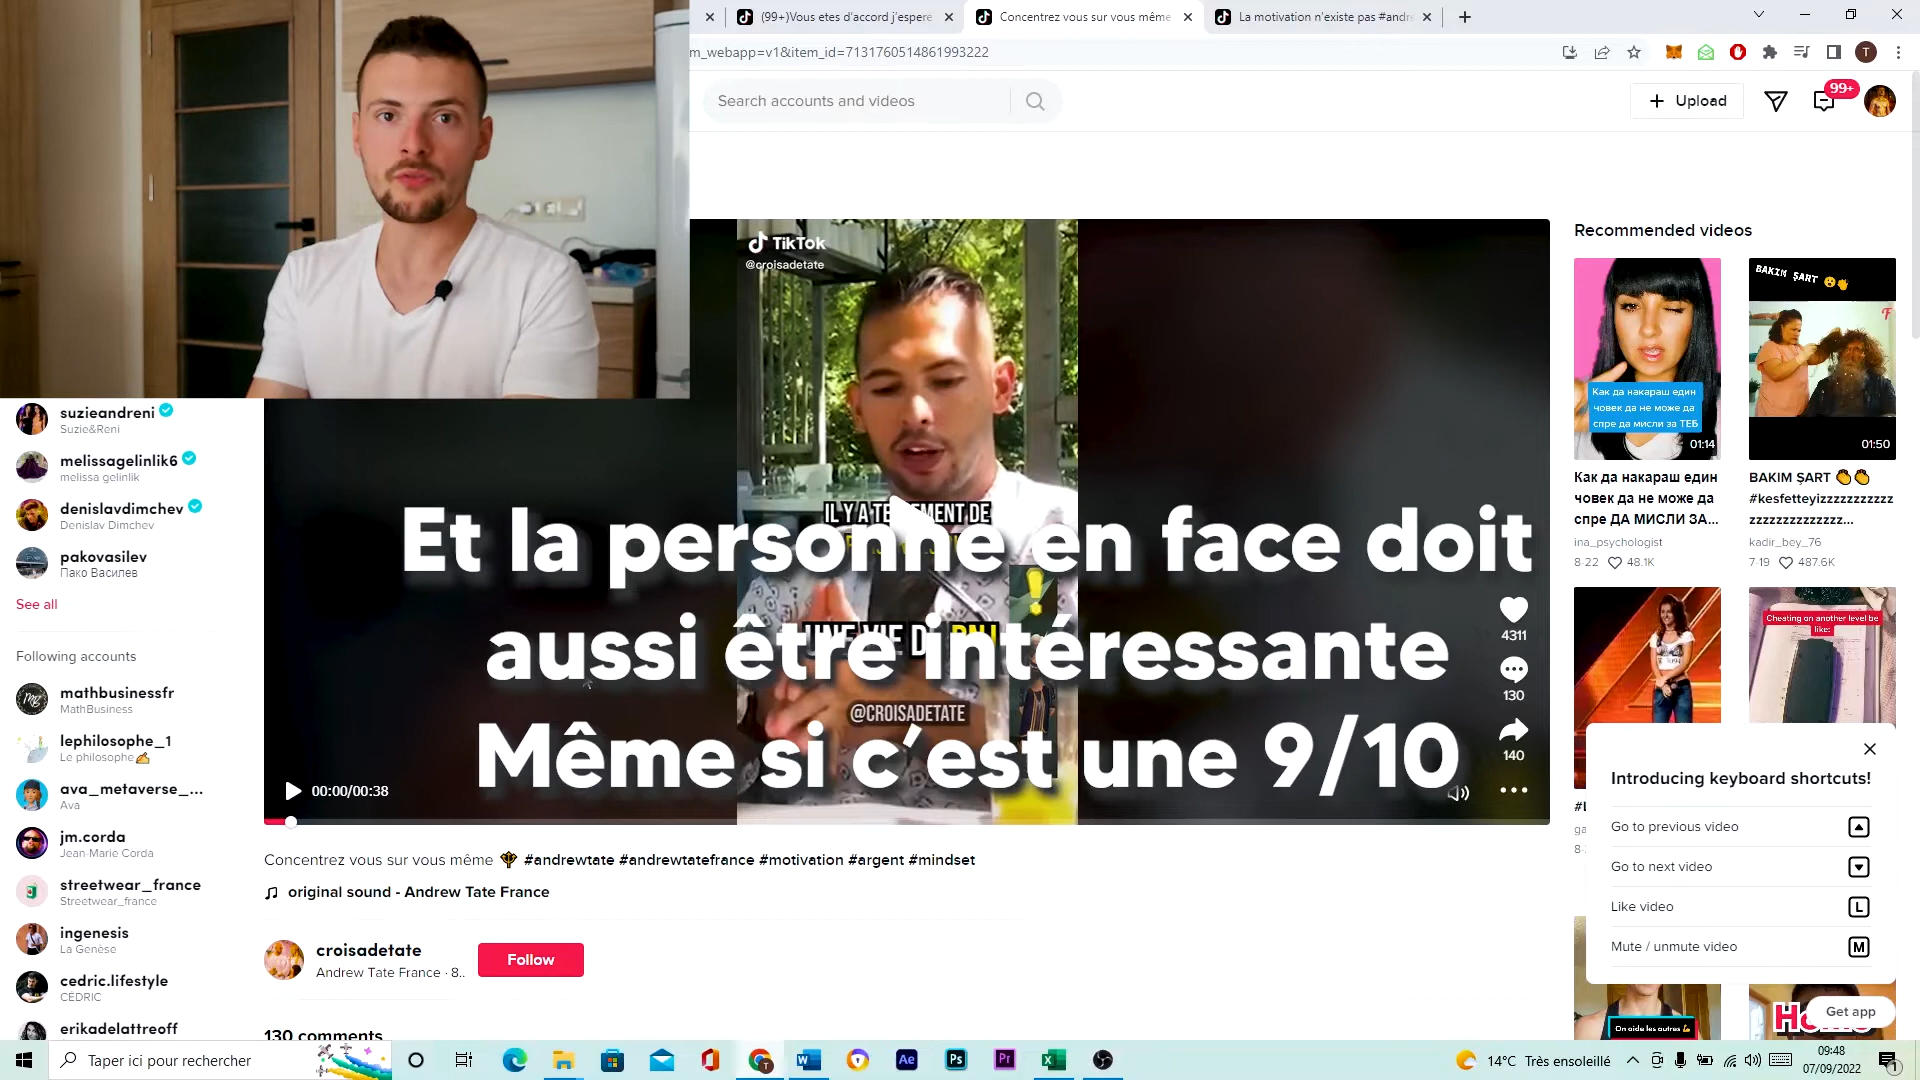 (99+)Vous etes d'accord j'espere
Concentrez vous sur vous même
La motivation n'existe pas #andr
m_webapp=v1&item_id=7131760514861993222
T
Search accounts and videos
Upload
99+
TikTok
@croisadetate
IL Y A
DE
@CROISADETATE
Et la personne en face doit
aussi être intéressante
Même si c'est une 9/10
00:00/00:38
4311
130
140
suzieandreni
Suzie&Reni
melissagelinlik6
melissa gelinlik
denislavdimchev
Denislav Dimchev
pakovasilev
Пако Василев
See all
Following accounts
mathbusinessfr
MathBusiness
lephilosophe_1
Le philosophe✍
ava_metaverse_...
Ava
jm.corda
Jean-Marie Corda
streetwear_france
Streetwear_france
ingenesis
La Genèse
cedric.lifestyle
CÉDRIC
erikadelattreoff
Concentrez vous sur vous même #andrewtate #andrewtatefrance #motivation #argent #mindset
original sound - Andrew Tate France
croisadetate
Andrew Tate France · 8..
Follow
130 comments
Recommended videos
Как да накараш един
човек да не може да
спре да мисли за ТЕБ
01:14
BAKIM ŞART 😮👏
01:50
Как да накараш един
човек да не може да
спре ДА МИСЛИ ЗА...
ina_psychologist
8-22 48.1K
BAKIM ŞART 👏👏
#kesfetteyizzzzzzzzzzzz
zzzzzzzzzzzzzz...
kadir_bey_76
7-19 487.6K
Cheating on another level be
like:
Introducing keyboard shortcuts!
Go to previous video
Go to next video
Like video
L
Mute / unmute video
M
On aide les autres 💪
Get app
Taper ici pour rechercher
14°C Très ensoleillé
09:48
07/09/2022